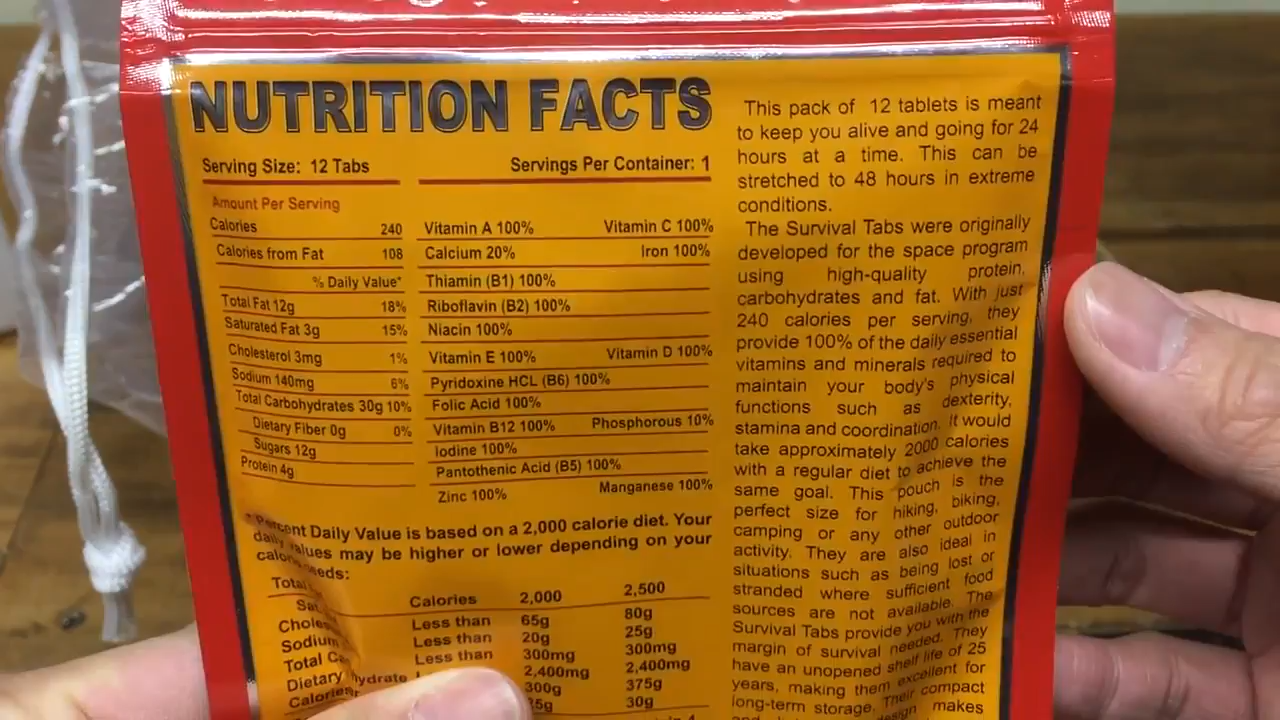 NUTRITION FACTS
Serving Size: 12 Tabs
Servings Per Container: 1
Amount Per Serving
Calories 240
Calories from Fat 108
% Daily Value*
Total Fat 12g 18%
Saturated Fat 3g 15%
Cholesterol 3mg 1%
Sodium 140mg 6%
Total Carbohydrates 30g 10%
Dietary Fiber 0g 0%
Sugars 12g
Protein 4g
Vitamin A 100% Vitamin C 100%
Calcium 20% Iron 100%
Thiamin (B1) 100%
Riboflavin (B2) 100%
Niacin 100%
Vitamin E 100% Vitamin D 100%
Pyridoxine HCL (B6) 100%
Folic Acid 100%
Vitamin B12 100% Phosphorous 10%
Iodine 100%
Pantothenic Acid (B5) 100%
Zinc 100% Manganese 100%
* Percent Daily Value is based on a 2,000 calorie diet. Your
daily values may be higher or lower depending on your
calorie needs:
Calories 2,000 2,500
Total Less than 65g 80g
Less than 20g 25g
Less than 300mg 300mg
Sodium 2,400mg 2,400mg
Total 300g 375g
Dietary 30g
This pack of 12 tablets is meant
to keep you alive and going for 24
hours at a time. This can be
stretched to 48 hours in extreme
conditions.
The Survival Tabs were originally
developed for the space program
using high-quality protein,
carbohydrates and fat. With just
240 calories per serving, they
provide 100% of the daily essential
vitamins and minerals required to
maintain your body's physical
functions such as dexterity,
stamina and coordination. It would
take approximately 2000 calories
with a regular diet to achieve the
same goal. This pouch is the
perfect size for hiking, biking,
camping or any other outdoor
activity. They are also ideal in
situations such as being lost or
stranded where sufficient food
sources are not available. The
Survival Tabs provide you with the
margin of survival needed. They
have an unopened shelf life of 25
years, making them excellent for
long-term storage. Their compact
design makes